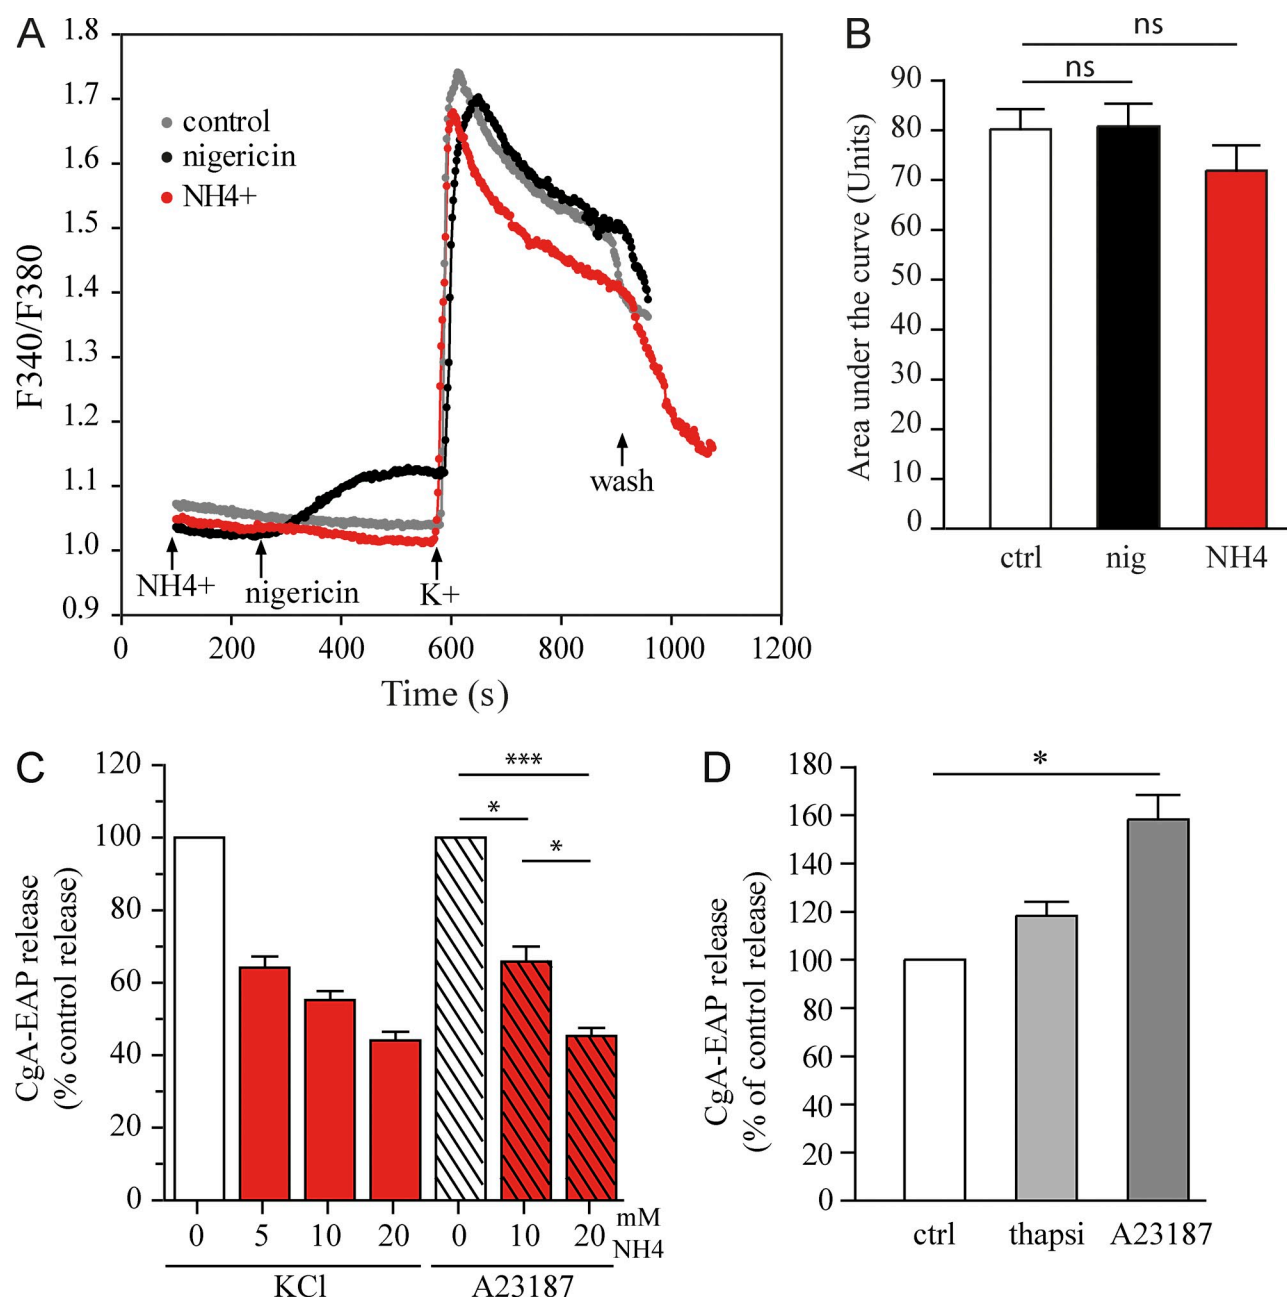 A
1.8
1.7
1.6
1.5
1.4
1.3
1.2
1.1
1.0
0.9
F340/F380
control
nigericin
NH4+
NH4+
nigericin
K+
wash
0 200 400 600 800 1000 1200
Time (s)
B
ns
ns
90
80
70
60
50
40
30
20
10
0
Area under the curve (Units)
ctrl nig NH4
C
120
100
80
60
40
20
0
CgA-EAP release
(% control release)
***
*
*
0 5 10 20 0 10 20 mM
NH4
KCl A23187
D
180
160
140
120
100
80
60
40
20
0
CgA-EAP release
(% of control release)
*
ctrl thapsi A23187